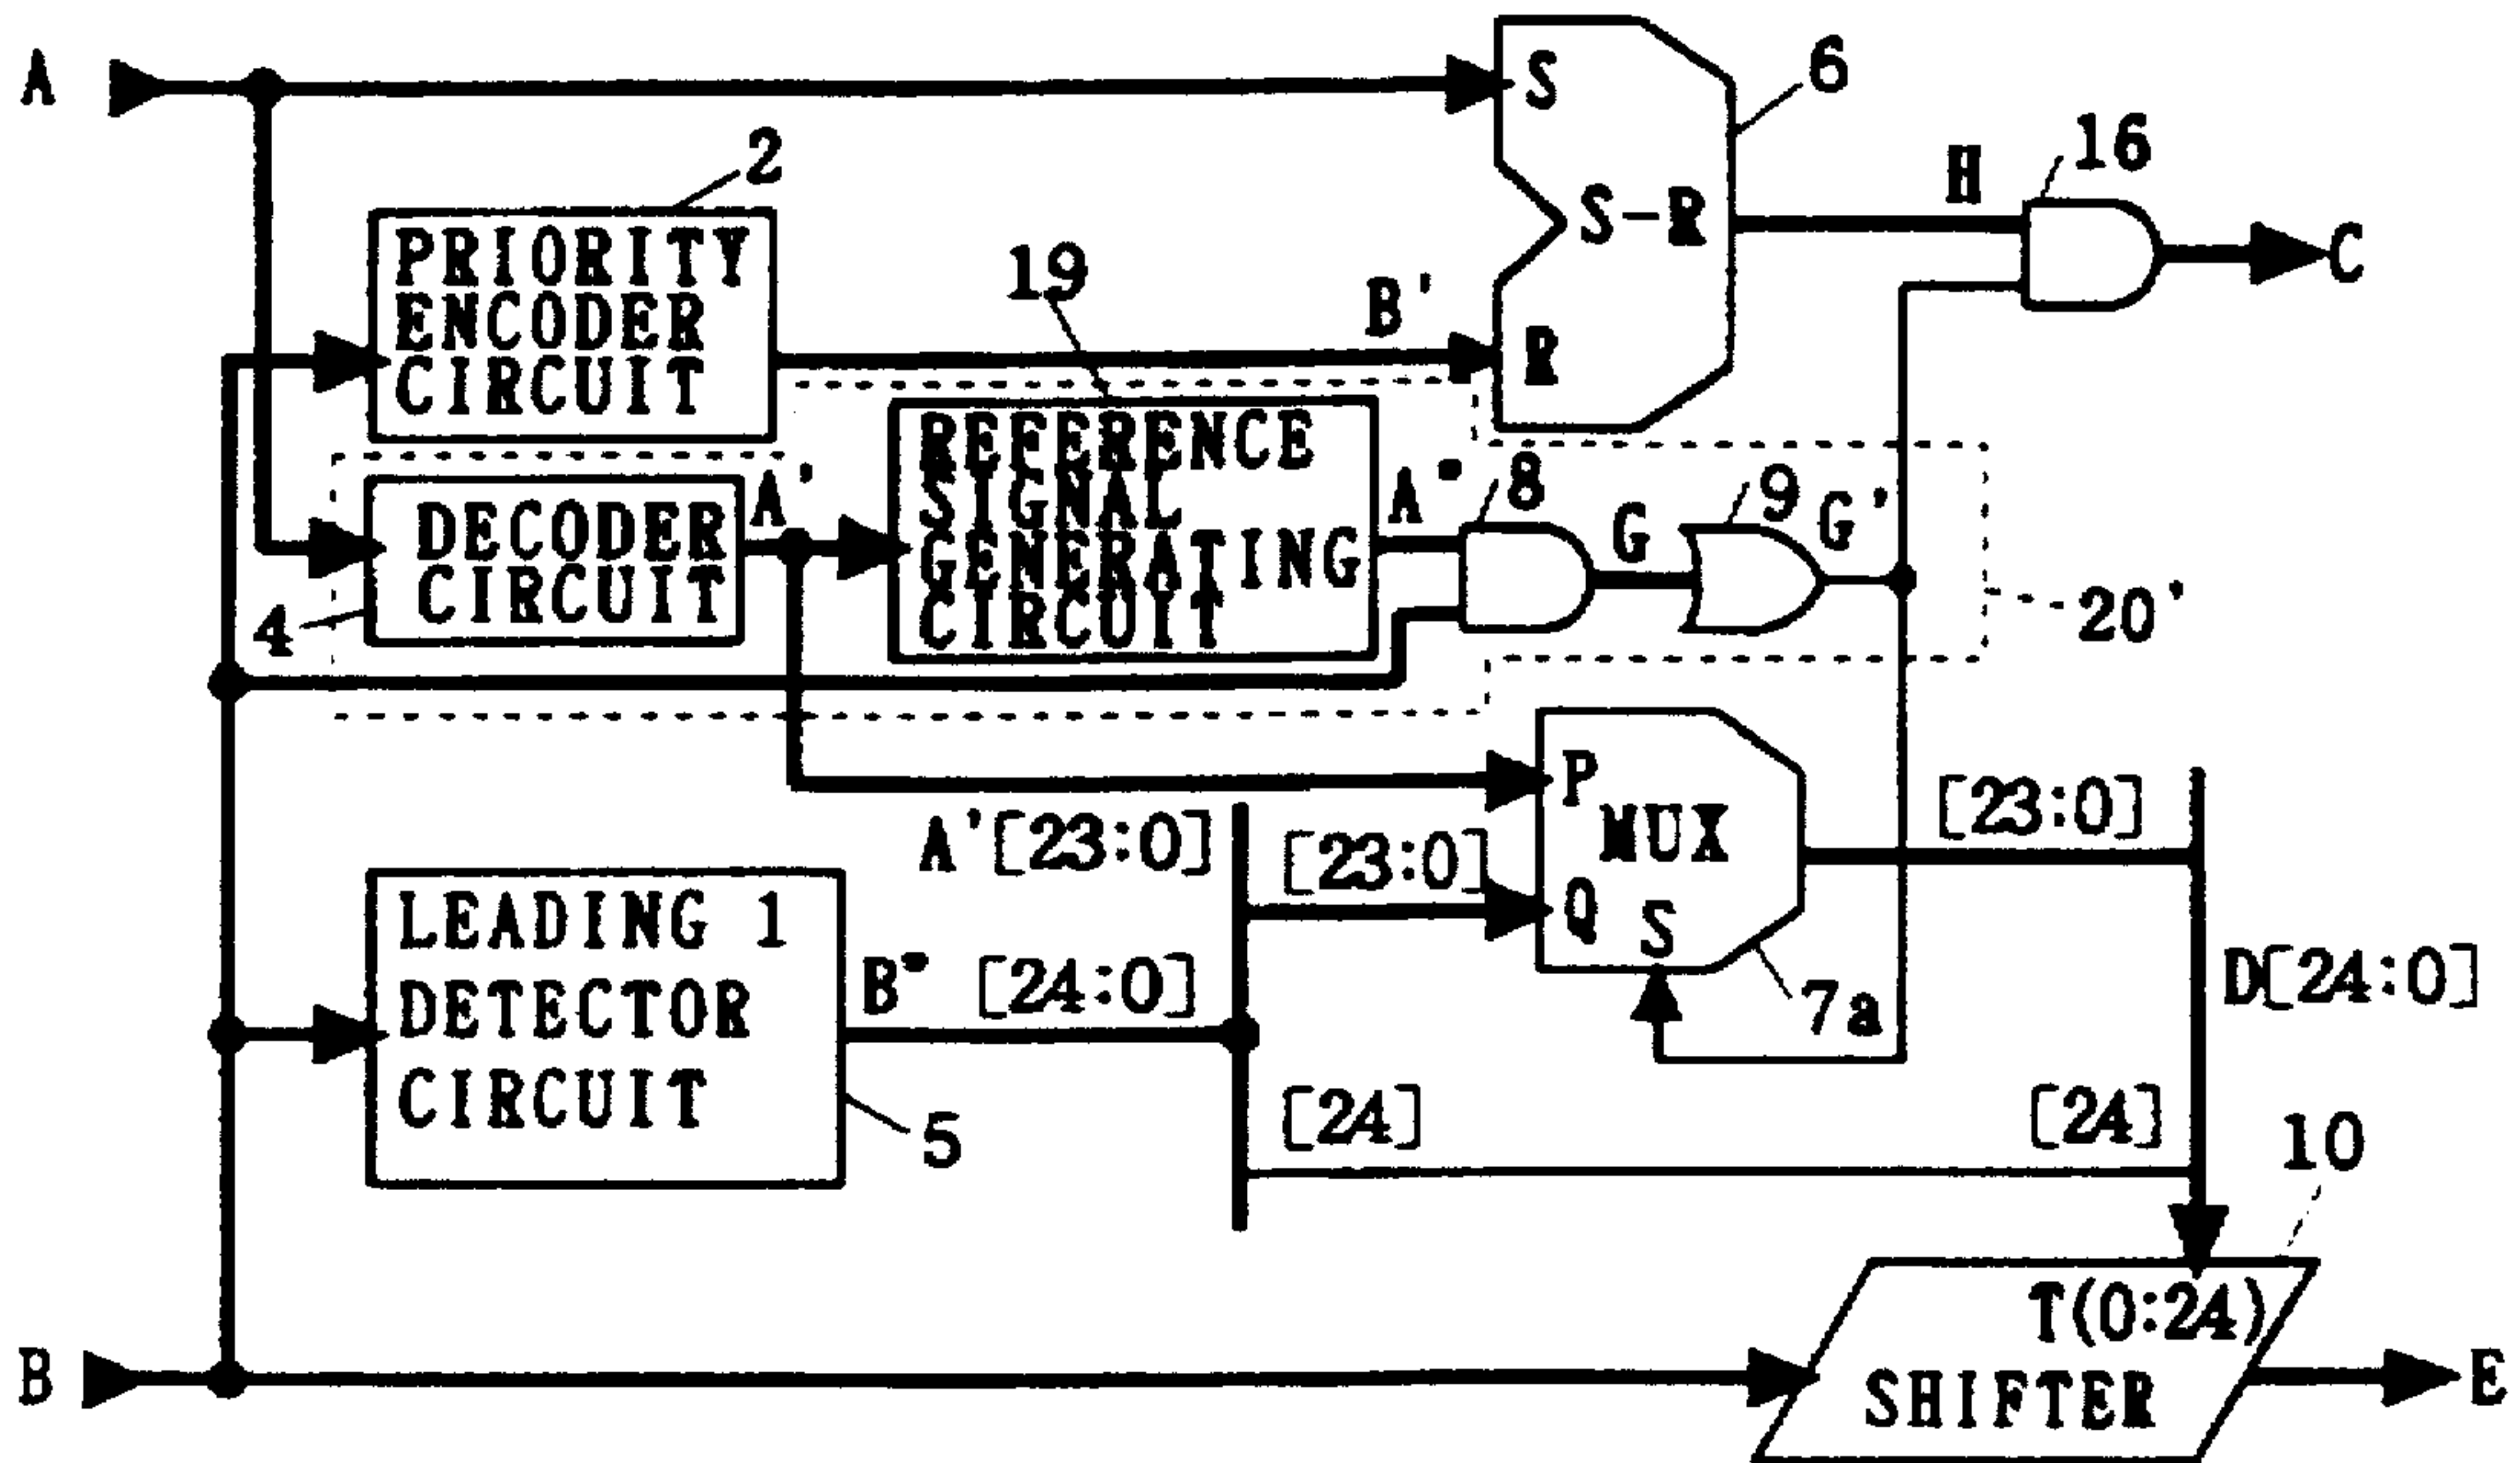 A
S
6
2
16
H
S-R
C
PRIORITY
ENCODER
CIRCUIT
19
B'
R
REFERENCE
SIGNAL
GENERATING
CIRCUIT
A'
A"
8
G
9
G'
DECODER
CIRCUIT
4
20'
P
MUX
Q
S
7a
A'[23:0]
[23:0]
[23:0]
LEADING 1
DETECTOR
CIRCUIT
5
B"
[24:0]
D[24:0]
[24]
[24]
10
T(0:24)
SHIFTER
B
E